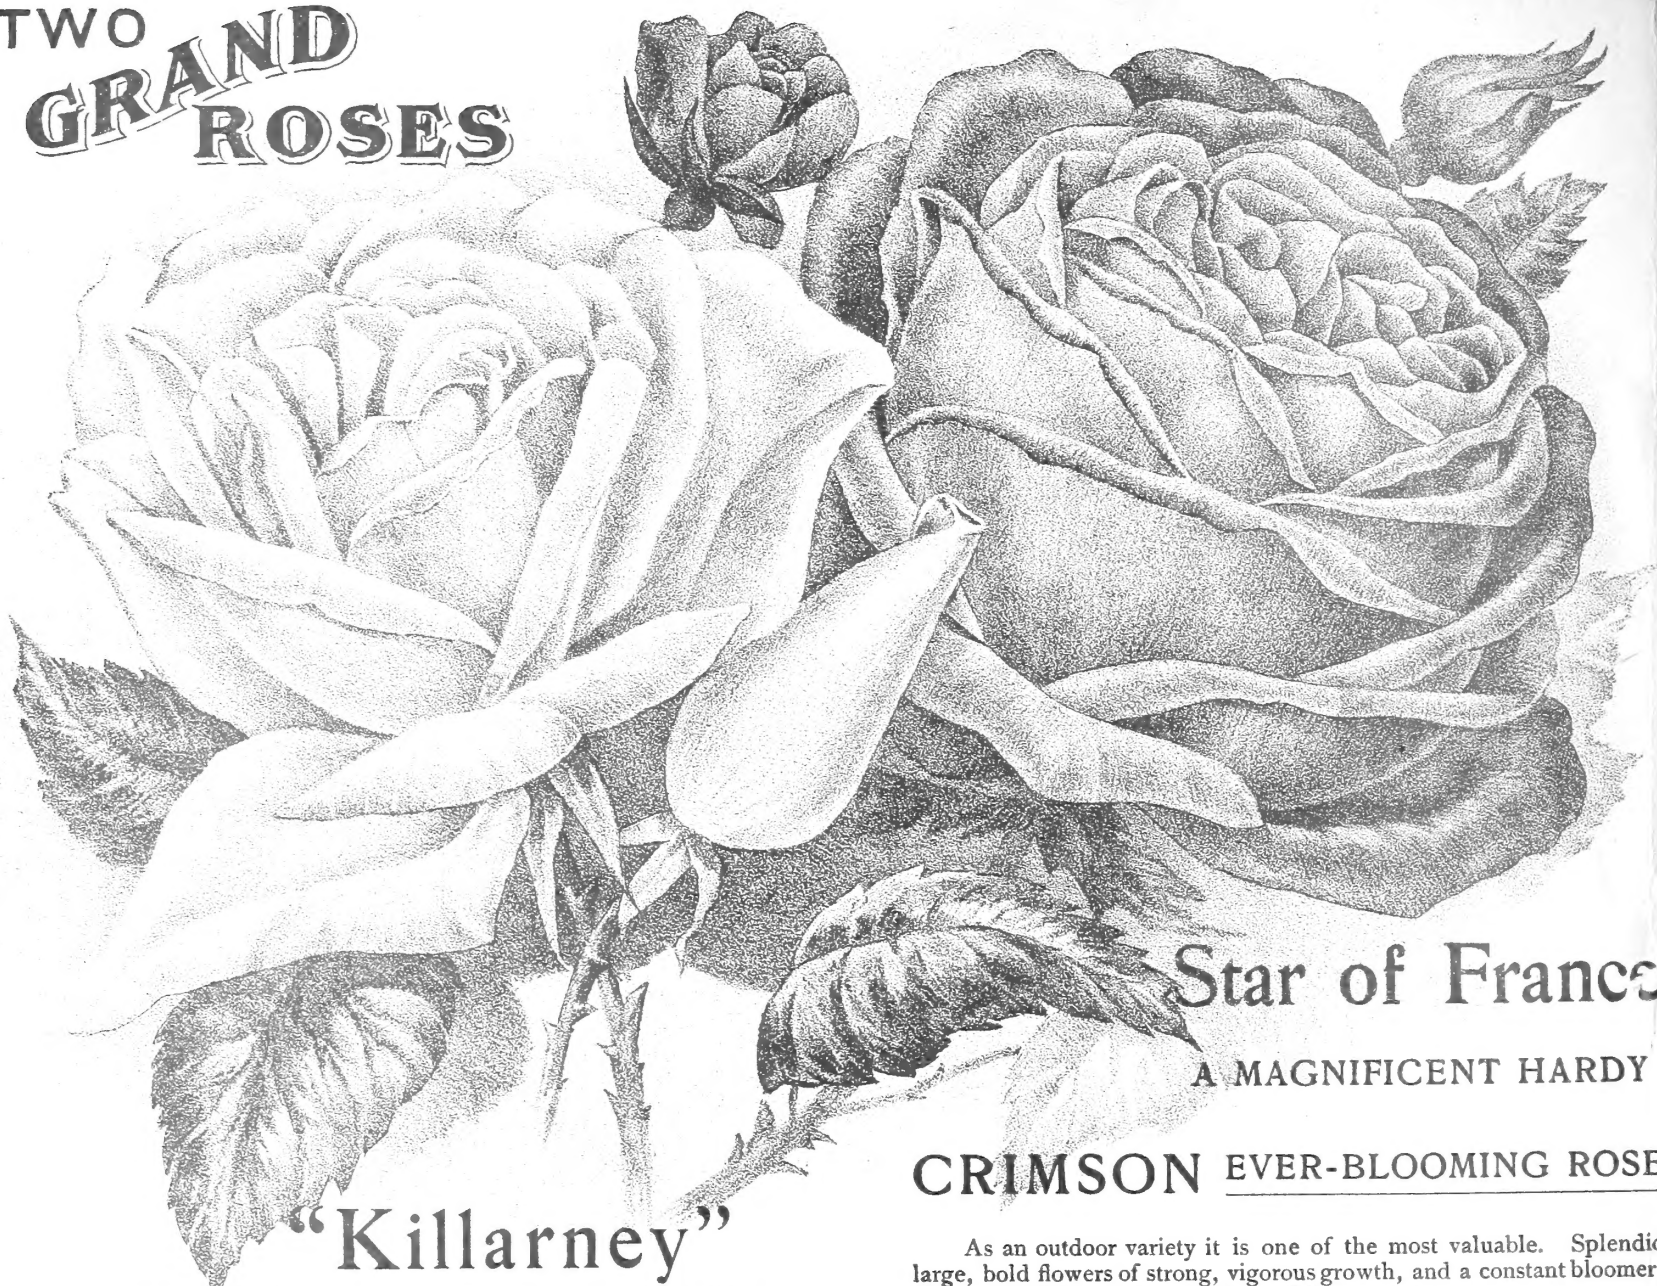 TWO
GRAND
ROSES
Star of France
A MAGNIFICENT HARDY
CRIMSON EVER-BLOOMING ROSE
"Killarney"
As an outdoor variety it is one of the most valuable. Splendid
large, bold flowers of strong, vigorous growth, and a constant bloomer